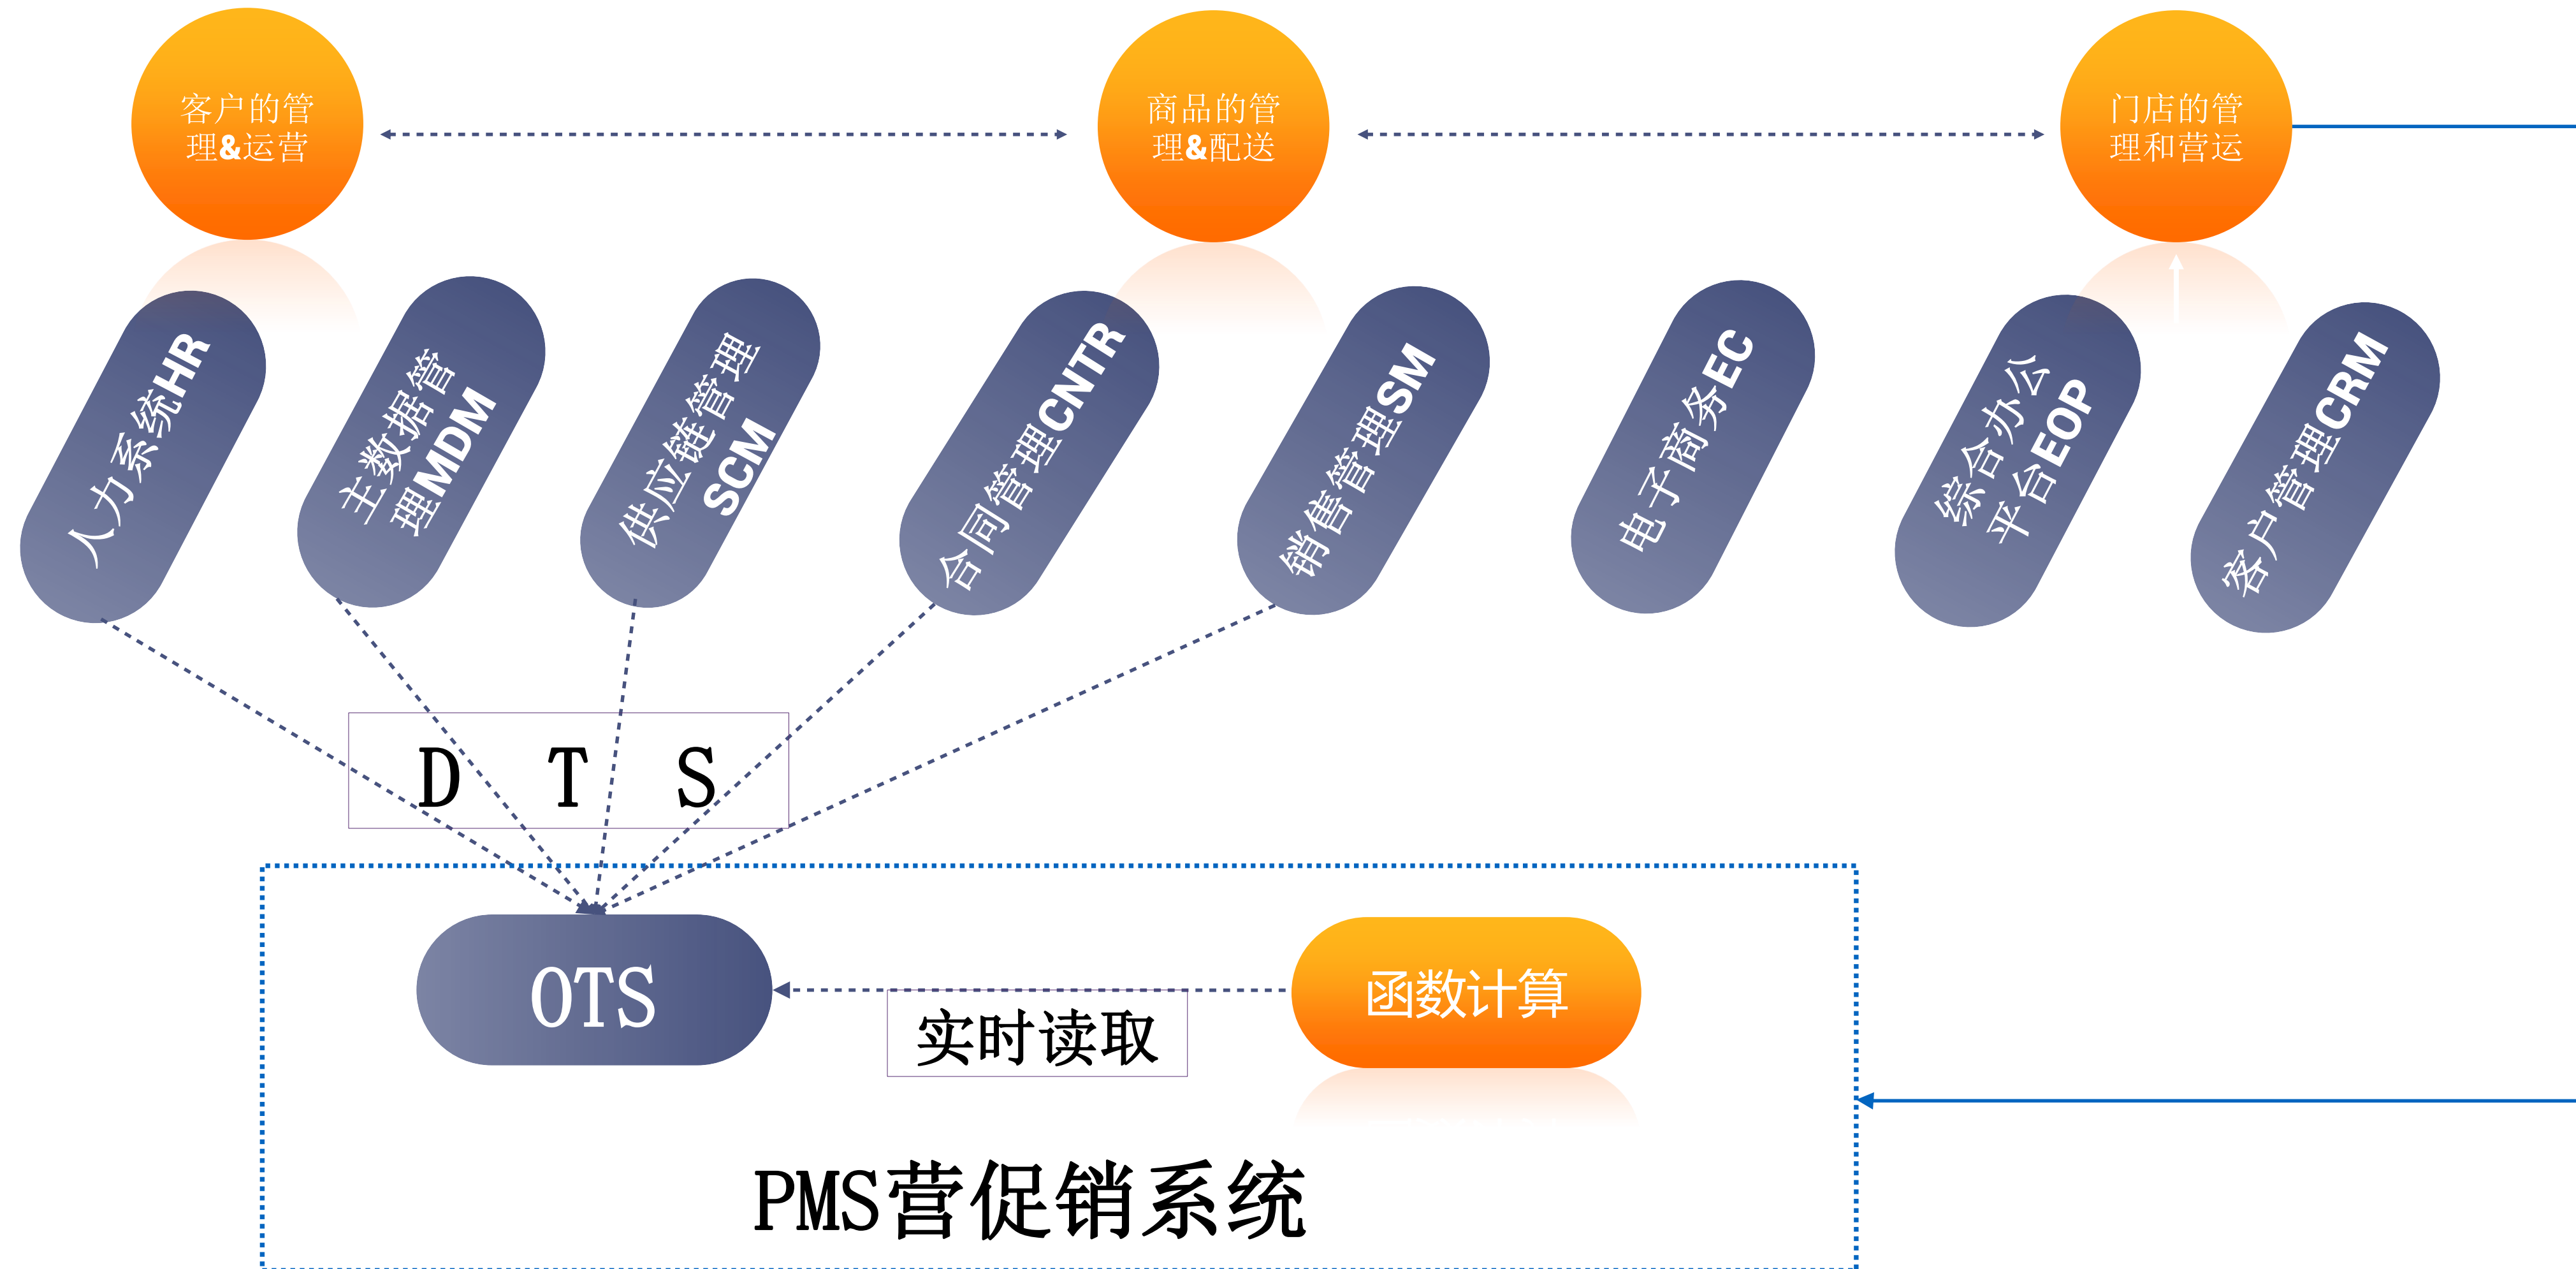 客户的管
理&运营
商品的管
理&配送
门店的管
理和营运
人力系统HR
主数据管
理MDM
供应链管理
SCM
合同管理CNTR
销售管理SM
电子商务EC
综合办公
平台EOP
客户管理CRM
D T S
OTS
实时读取
函数计算
PMS营促销系统